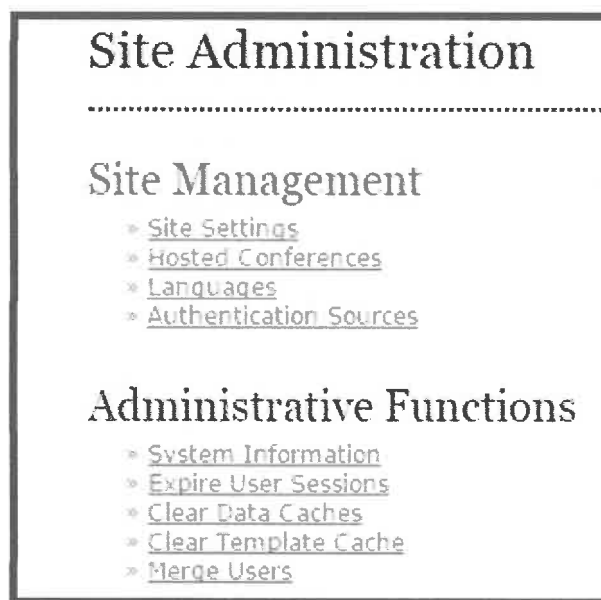 Site Administration
Site Management
» Site Settings
» Hosted Conferences
» Languages
» Authentication Sources
Administrative Functions
» System Information
» Expire User Sessions
» Clear Data Caches
» Clear Template Cache
» Merge Users